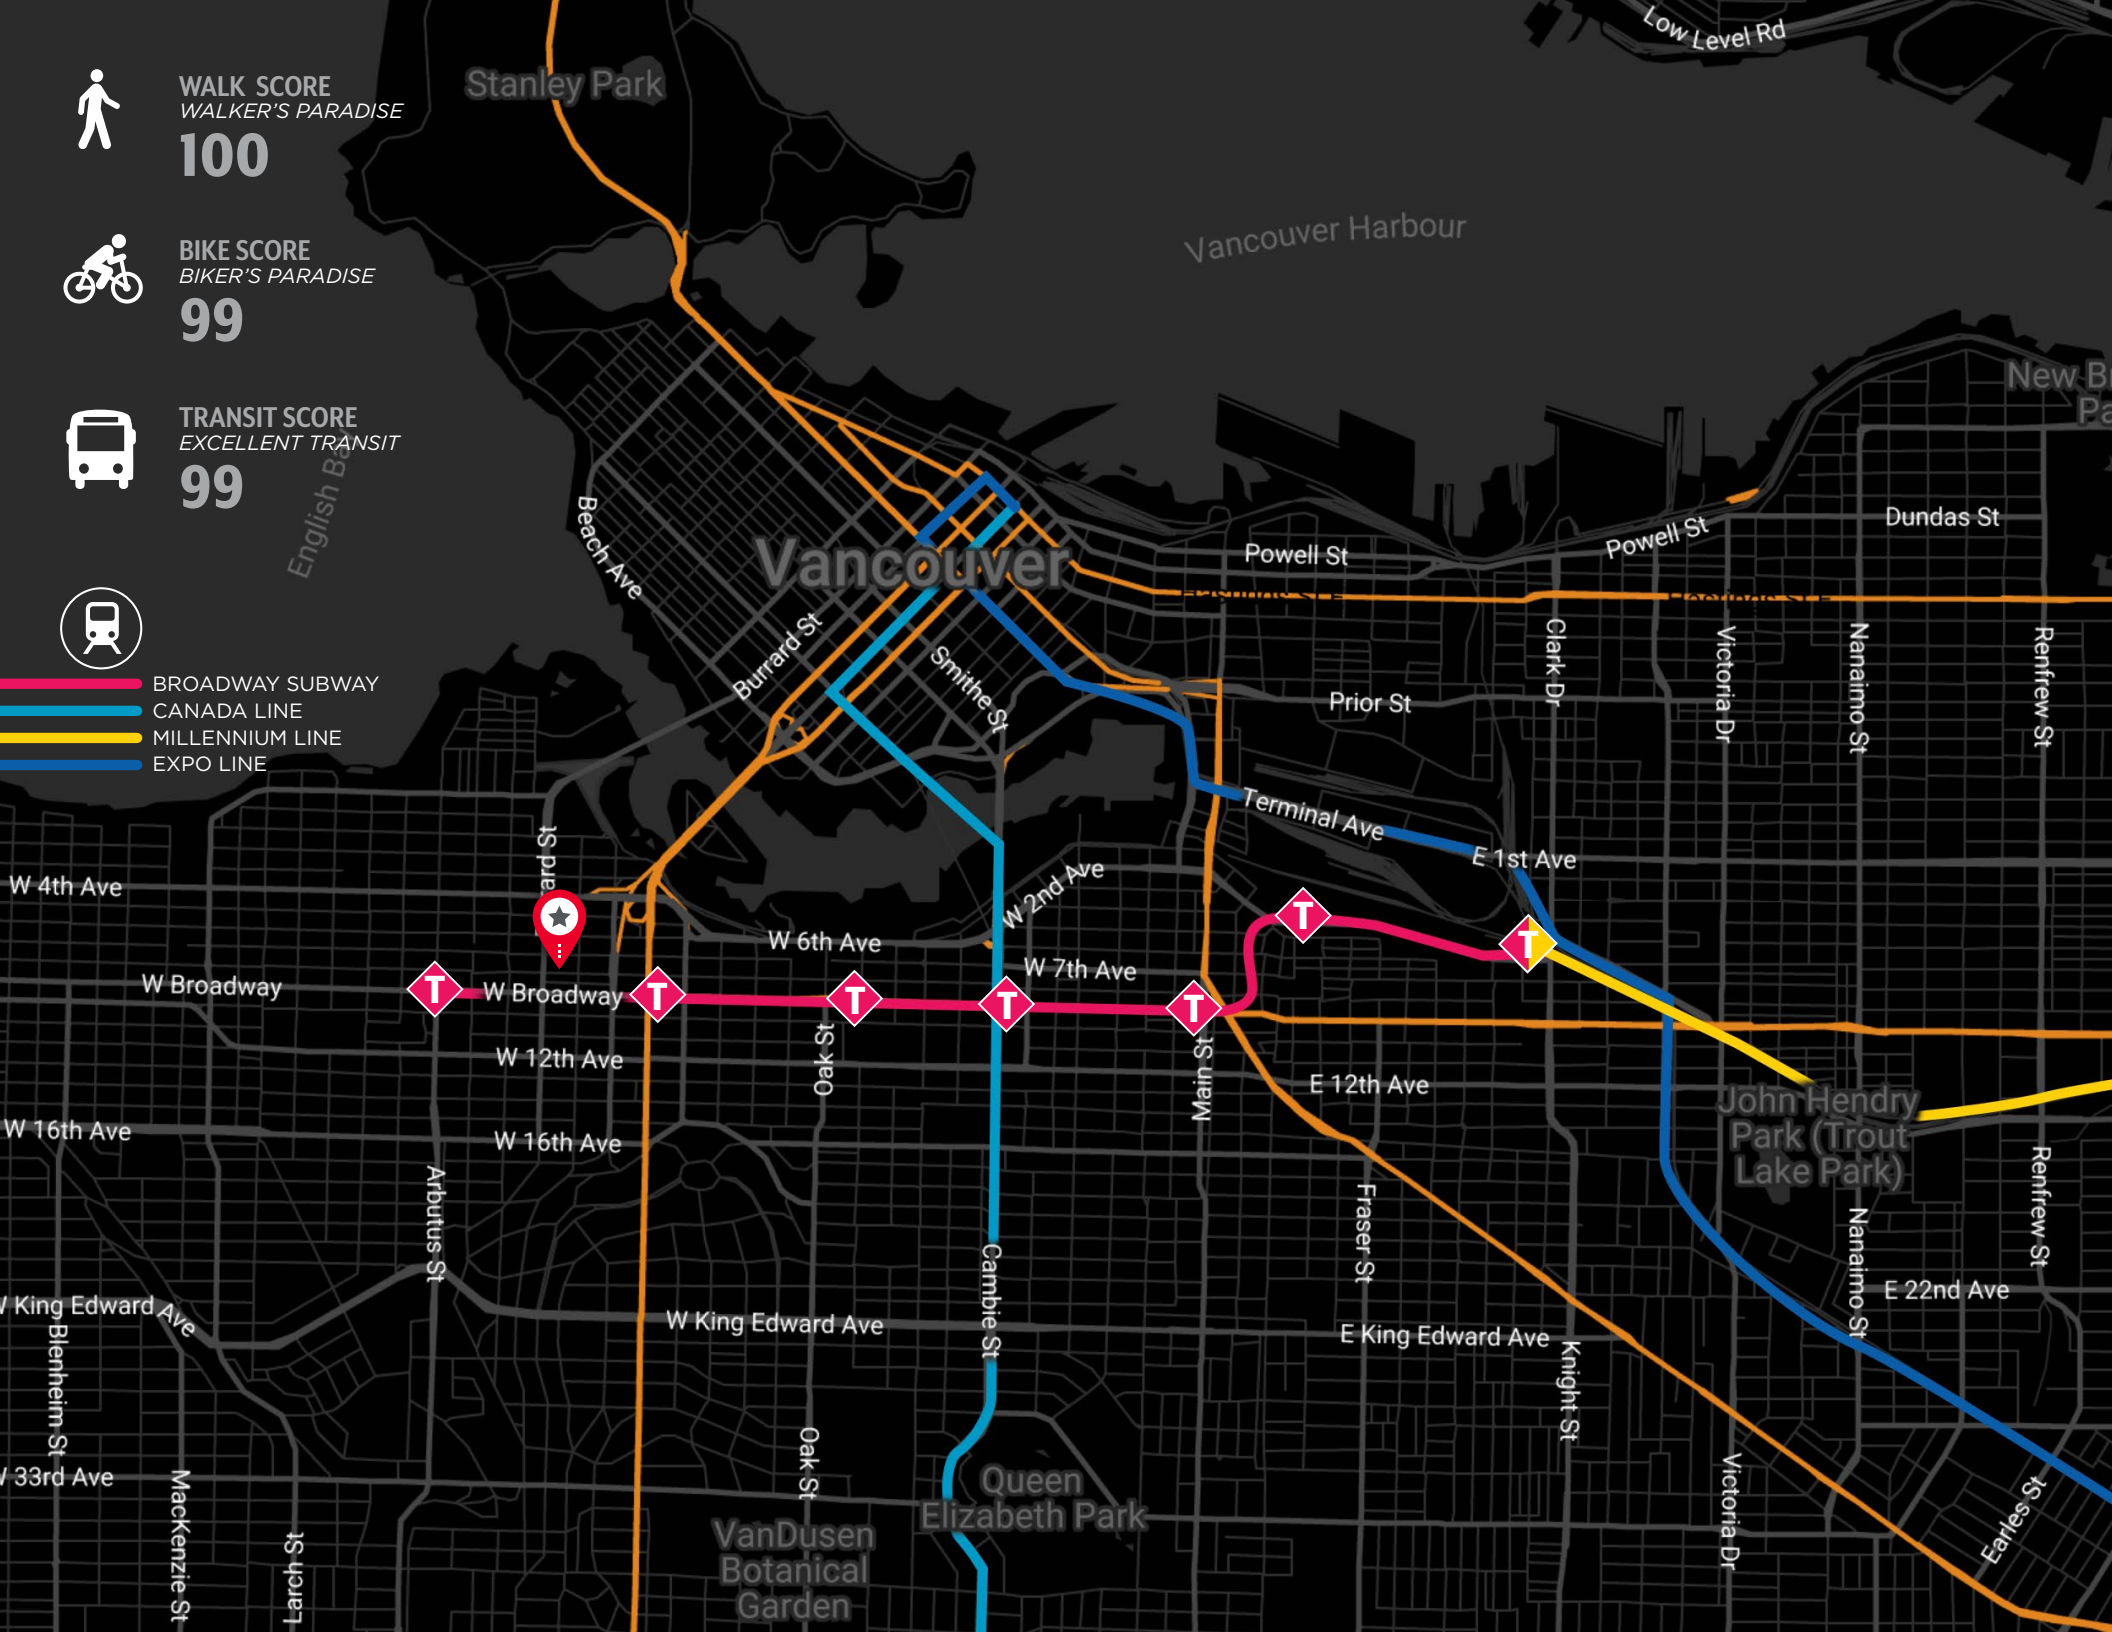 WALK SCORE
WALKER'S PARADISE
100
BIKE SCORE
BIKER'S PARADISE
99
TRANSIT SCORE
EXCELLENT TRANSIT
99
BROADWAY SUBWAY
CANADA LINE
MILLENNIUM LINE
EXPO LINE
Low Level Rd
Stanley Park
Vancouver Harbour
English Bay
Beach Ave
Vancouver
Burrard St
Smithe St
Powell St
Powell St
Dundas St
Hastings St E
Hastings St E
Prior St
Clark Dr
Victoria Dr
Nanaimo St
Renfrew St
Terminal Ave
E 1st Ave
W 4th Ave
W 2nd Ave
W 6th Ave
W 7th Ave
W Broadway
W Broadway
T
T
T
T
T
T
T
W 12th Ave
Oak St
Main St
E 12th Ave
W 16th Ave
W 16th Ave
John Hendry
Park (Trout
Lake Park)
Arbutus St
Cambie St
Fraser St
Nanaimo St
Renfrew St
E 22nd Ave
King Edward Ave
W King Edward Ave
E King Edward Ave
Blenheim St
Knight St
33rd Ave
MacKenzie St
Larch St
Oak St
Queen
Elizabeth Park
VanDusen
Botanical
Garden
Victoria Dr
Earles St